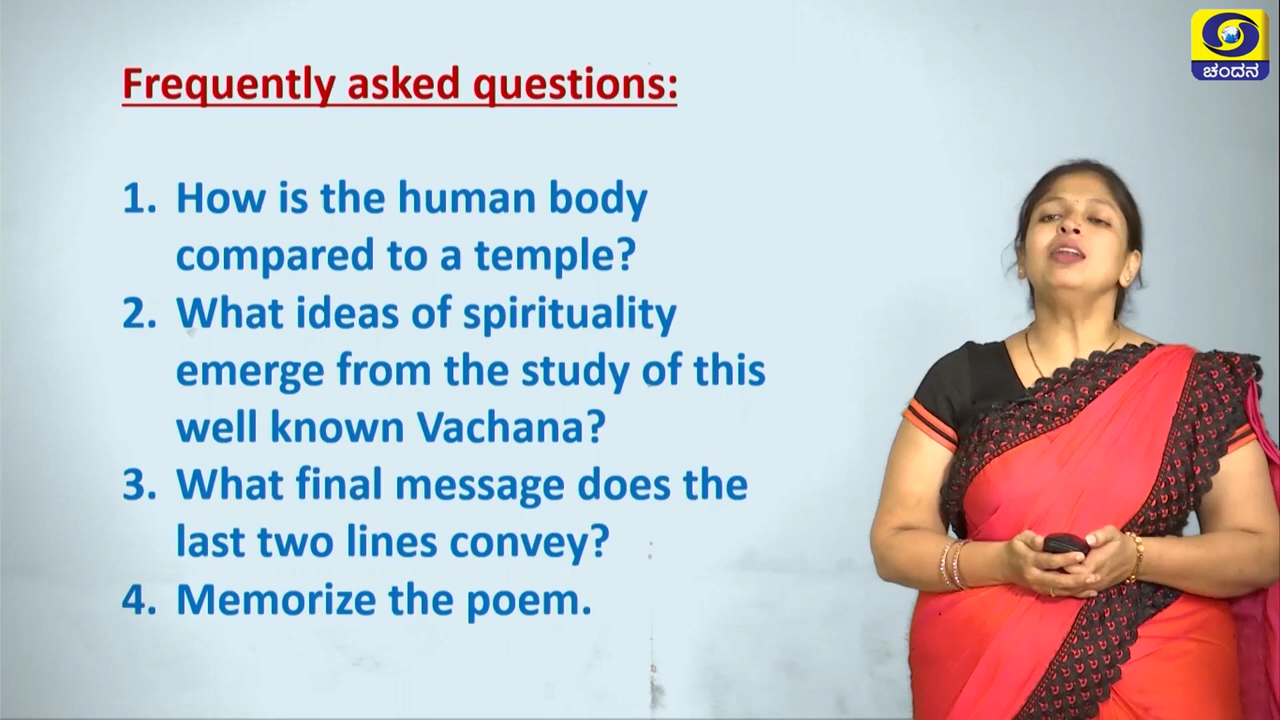 ಚಂದನ
Frequently asked questions:
1. How is the human body
compared to a temple?
2. What ideas of spirituality
emerge from the study of this
well known Vachana?
3. What final message does the
last two lines convey?
4. Memorize the poem.